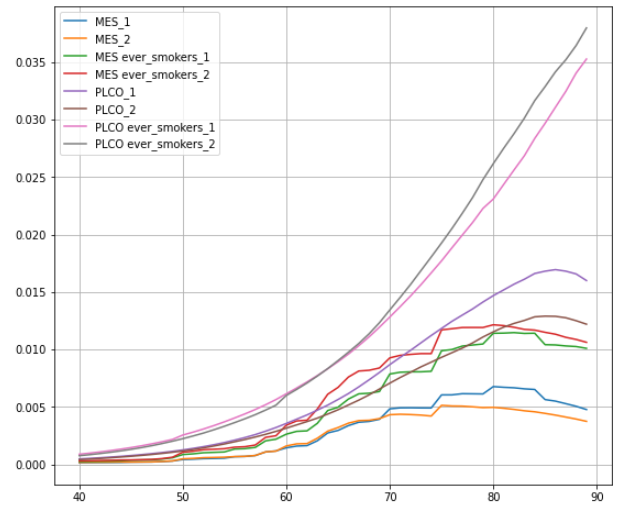 MES_1
MES_2
MES ever_smokers_1
MES ever_smokers_2
PLCO_1
PLCO_2
PLCO ever_smokers_1
PLCO ever_smokers_2
0.035
0.030
0.025
0.020
0.015
0.010
0.005
0.000
40 50 60 70 80 90